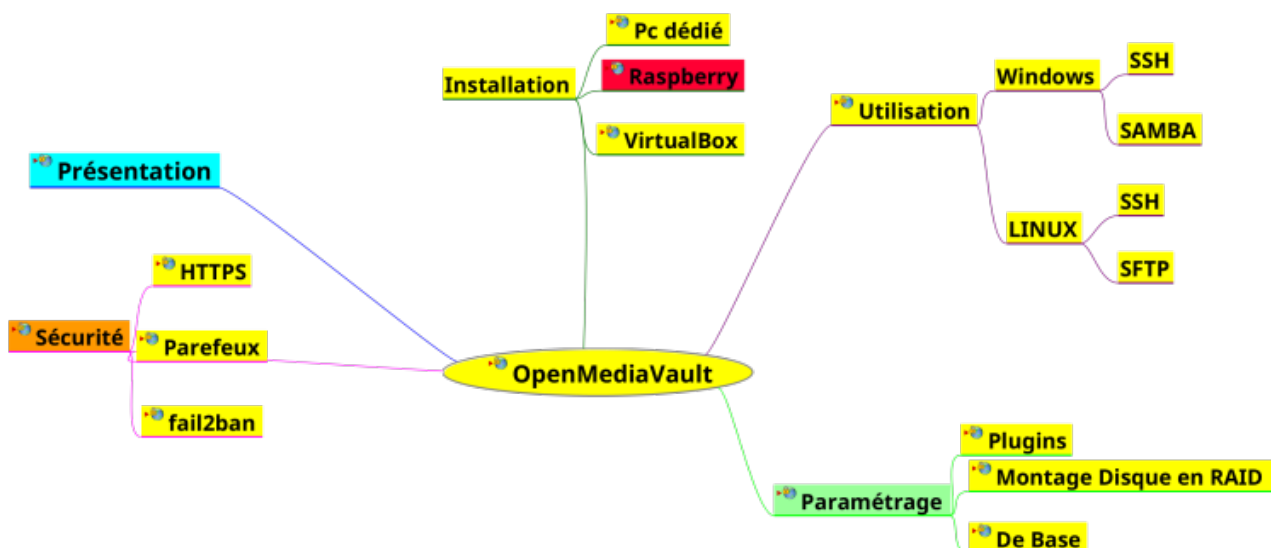 Pc dédié
Installation
Raspberry
VirtualBox
Utilisation
Windows
SSH
SAMBA
LINUX
SSH
SFTP
Présentation
HTTPS
Sécurité
Parefeux
fail2ban
OpenMediaVault
Plugins
Montage Disque en RAID
Paramétrage
De Base